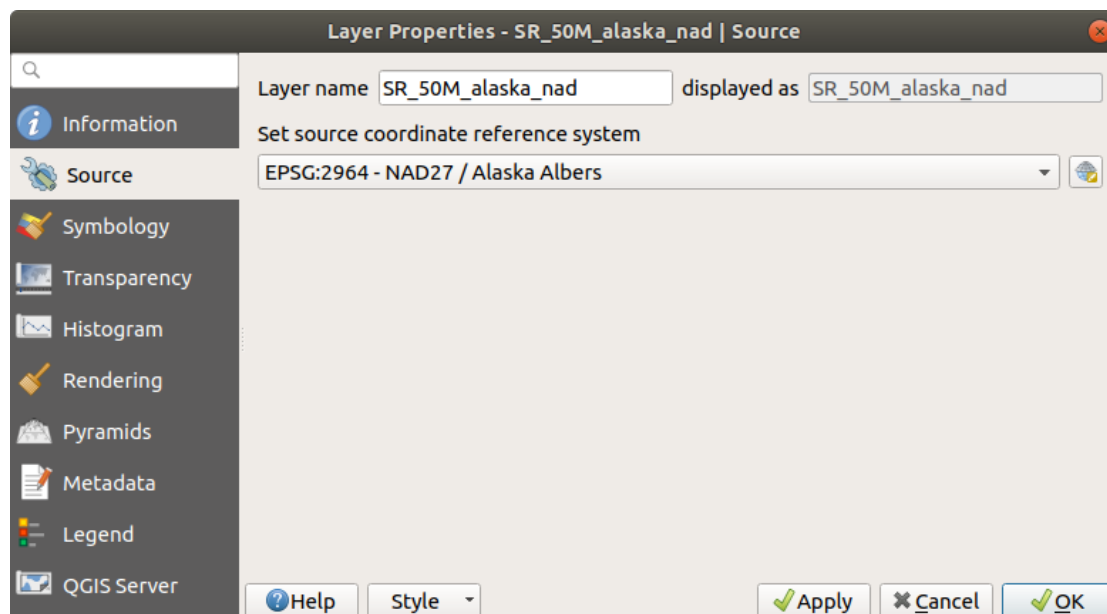 Layer Properties - SR_50M_alaska_nad | Source
Layer name SR_50M_alaska_nad displayed as SR_50M_alaska_nad
Set source coordinate reference system
EPSG:2964 - NAD27 / Alaska Albers
Information
Source
Symbology
Transparency
Histogram
Rendering
Pyramids
Metadata
Legend
QGIS Server
Help Style Apply Cancel OK